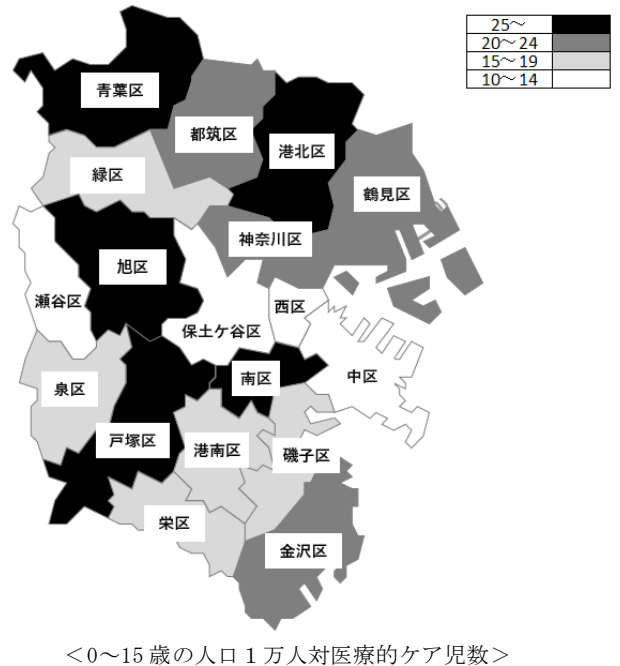 25～
20～24
15～19
10～14
青葉区
都筑区
港北区
緑区
鶴見区
神奈川区
旭区
瀬谷区
西区
保土ケ谷区
中区
南区
泉区
戸塚区
港南区
磯子区
栄区
金沢区
＜0～15 歳の人口 1 万人対医療的ケア児数＞